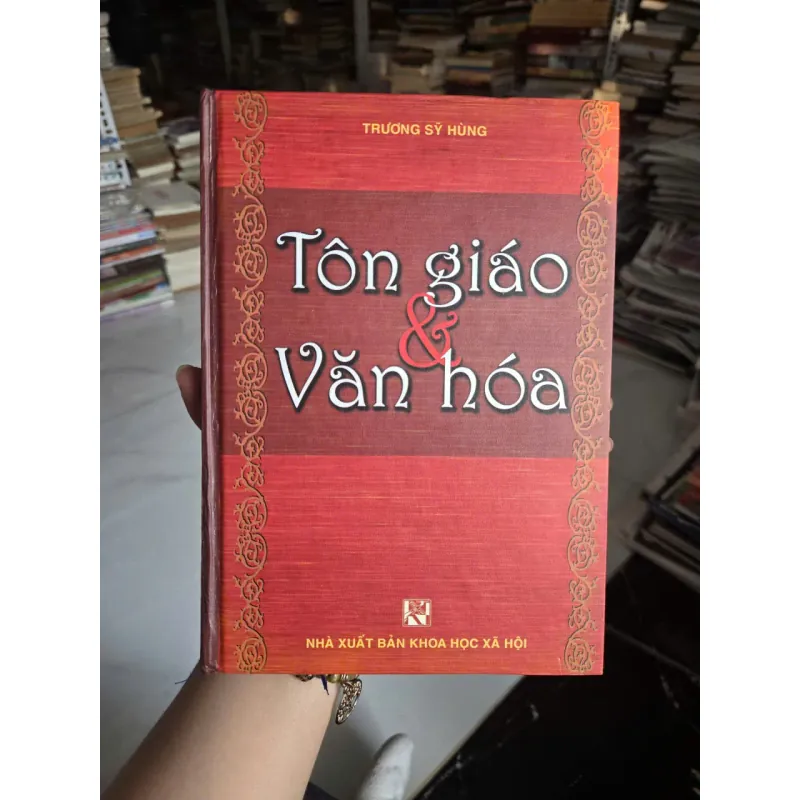 TRƯƠNG SỸ HÙNG
Tôn giáo
&
Văn hóa
NHÀ XUẤT BẢN KHOA HỌC XÃ HỘI